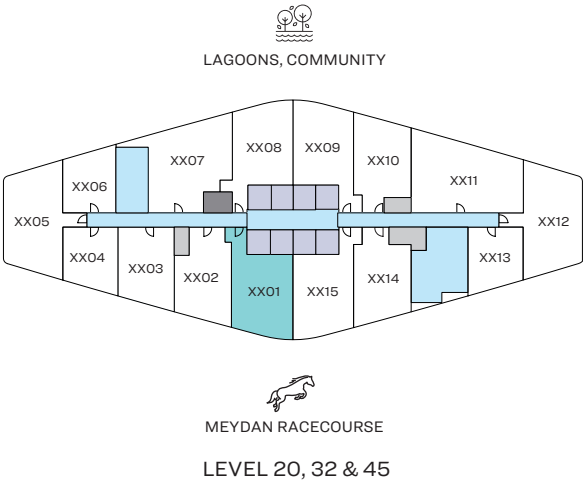 LAGOONS, COMMUNITY
XX08 XX09
XX07 XX10
XX06 XX11
XX05 XX12
XX04 XX03 XX13
XX02 XX01 XX15 XX14
MEYDAN RACECOURSE
LEVEL 20, 32 & 45